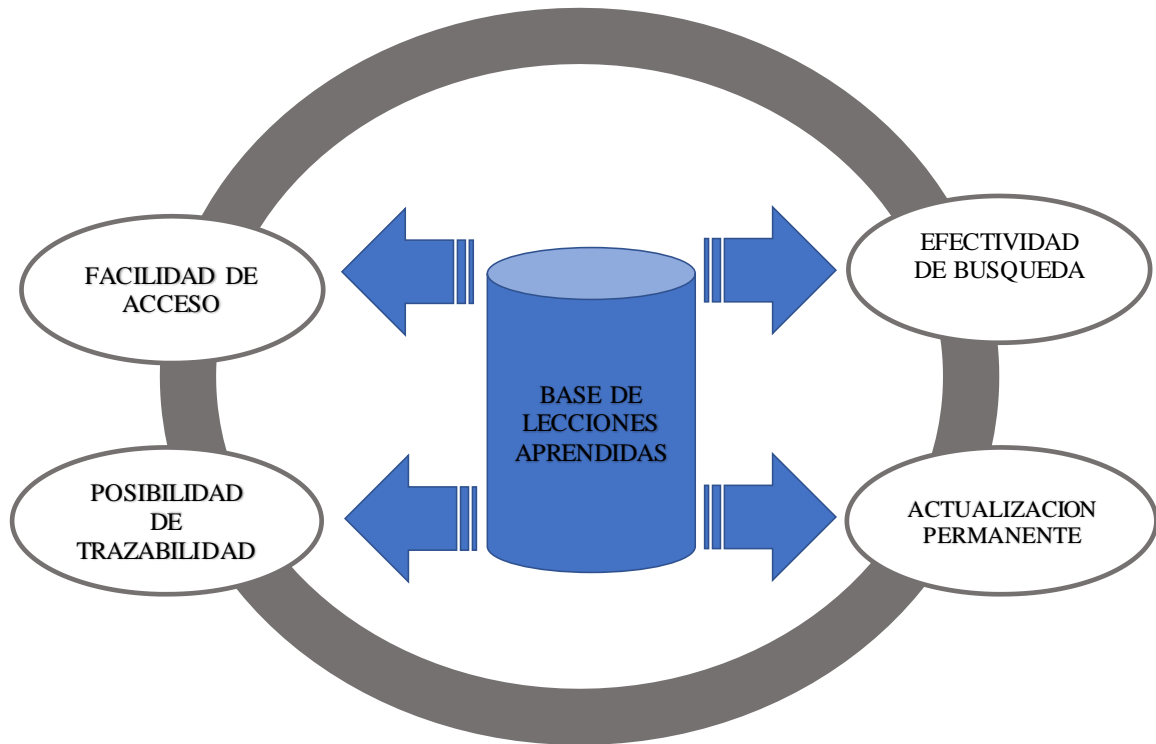 FACILIDAD DE
ACCESO
EFECTIVIDAD
DE BUSQUEDA
BASE DE
LECCIONES
APRENDIDAS
POSIBILIDAD
DE
TRAZABILIDAD
ACTUALIZACION
PERMANENTE